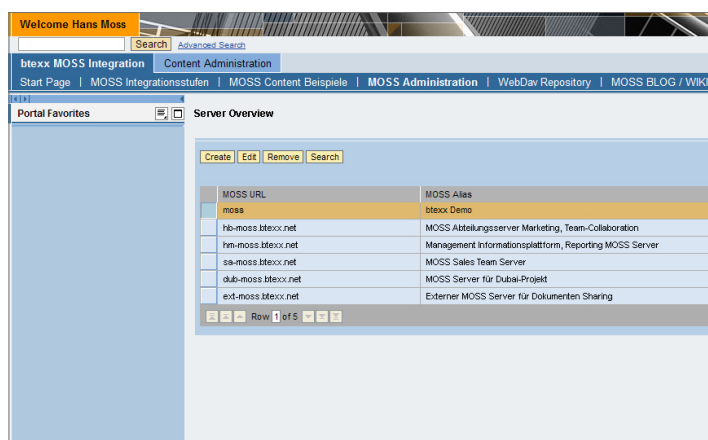 Welcome Hans Moss
Search Advanced Search
btexx MOSS Integration Content Administration
Start Page | MOSS Integrationsstufen | MOSS Content Beispiele | MOSS Administration | WebDav Repository | MOSS BLOG / WIKI
Portal Favorites
Server Overview
Create Edit Remove Search
MOSS URL MOSS Alias
moss btexx Demo
hb-moss.btexx.net MOSS Abteilungsserver Marketing, Team-Collaboration
hm-moss.btexx.net Management Informationsplattform, Reporting MOSS Server
sa-moss.btexx.net MOSS Sales Team Server
dub-moss.btexx.net MOSS Server für Dubai-Projekt
ext-moss.btexx.net Externer MOSS Server für Dokumenten Sharing
Row 1 of 5